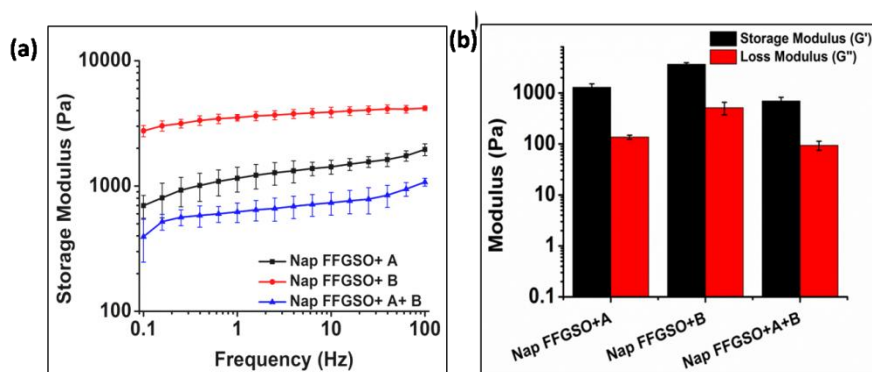 (a)
10000
1000
100
Storage Modulus (Pa)
Nap FFGSO+ A
Nap FFGSO+ B
Nap FFGSO+ A+ B
0.1
1
10
100
Frequency (Hz)
(b)
Storage Modulus (G')
Loss Modulus (G'')
1000
100
10
1
0.1
Modulus (Pa)
Nap FFGSO+A
Nap FFGSO+B
Nap FFGSO+A+B